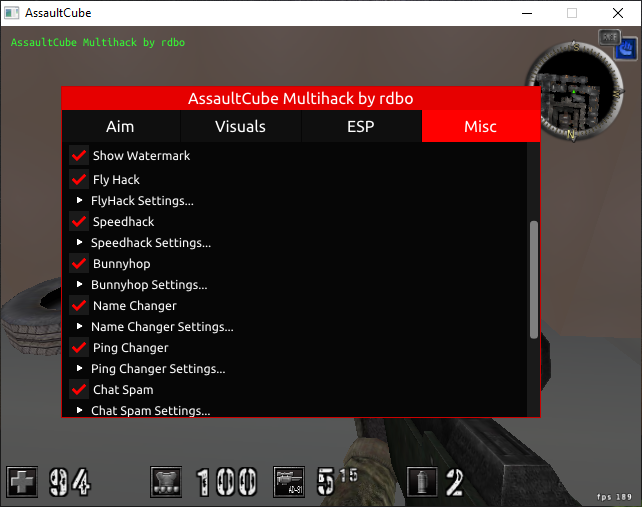 AssaultCube
AssaultCube Multihack by rdbo
AssaultCube Multihack by rdbo
Aim Visuals ESP Misc
Show Watermark
Fly Hack
FlyHack Settings...
Speedhack
Speedhack Settings...
Bunnyhop
Bunnyhop Settings...
Name Changer
Name Changer Settings...
Ping Changer
Ping Changer Settings...
Chat Spam
Chat Spam Settings...
94 100 5 15 2
fps 189